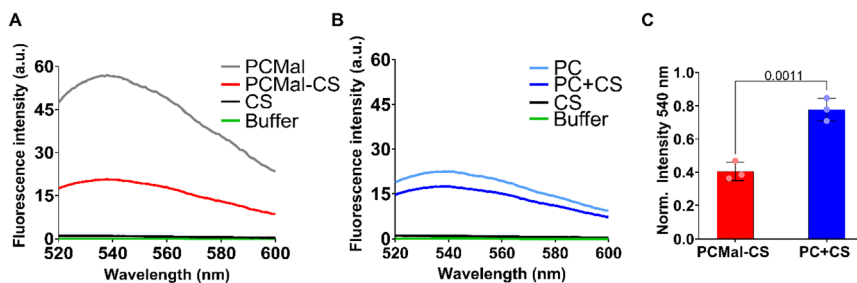 A
Fluorescence intensity (a.u.)
60
45
30
15
0
PCMal
PCMal-CS
CS
Buffer
520 540 560 580 600
Wavelength (nm)
B
Fluorescence intensity (a.u.)
60
45
30
15
0
PC
PC+CS
CS
Buffer
520 540 560 580 600
Wavelength (nm)
C
Norm. Intensity 540 nm
1.0
0.8
0.6
0.4
0.2
0.0
0.0011
PCMal-CS PC+CS